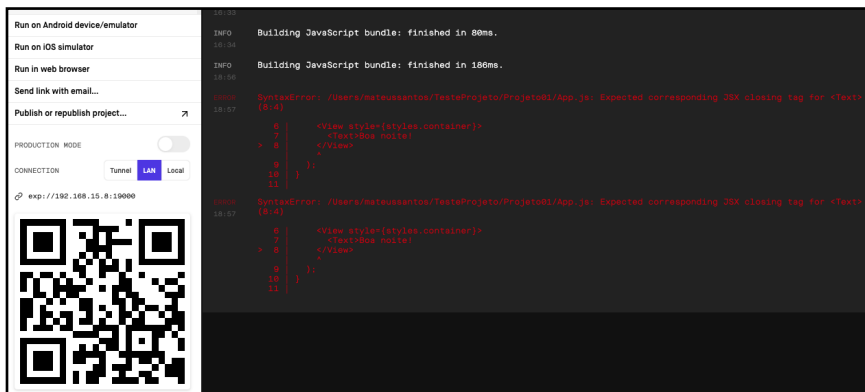 Run on Android device/emulator
Run on iOS simulator
Run in web browser
Send link with email...
Publish or republish project...
PRODUCTION MODE
CONNECTION
Tunnel
LAN
Local
exp://192.168.15.8:19000
18:33
INFO Building JavaScript bundle: finished in 80ms.
18:34
INFO Building JavaScript bundle: finished in 186ms.
18:56
ERROR SyntaxError: /Users/mateussantos/TesteProjeto/Projeto01/App.js: Expected corresponding JSX closing tag for <Text>
18:57 (8:4)
6 | <View style={styles.container}>
7 | <Text>Boa noite!
> 8 | </View>
| ^
9 | );
10 | }
11 |
ERROR SyntaxError: /Users/mateussantos/TesteProjeto/Projeto01/App.js: Expected corresponding JSX closing tag for <Text>
18:57 (8:4)
6 | <View style={styles.container}>
7 | <Text>Boa noite!
> 8 | </View>
| ^
9 | );
10 | }
11 |